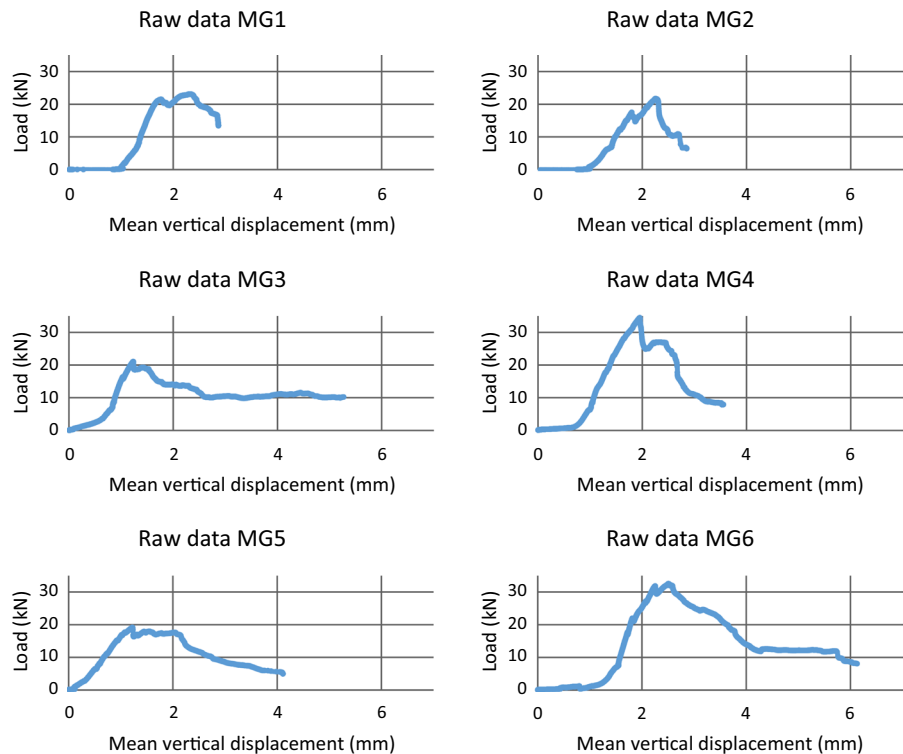 Raw data MG1
Load (kN)
30
20
10
0
0 2 4 6
Mean vertical displacement (mm)
Raw data MG2
Load (kN)
30
20
10
0
0 2 4 6
Mean vertical displacement (mm)
Raw data MG3
Load (kN)
30
20
10
0
0 2 4 6
Mean vertical displacement (mm)
Raw data MG4
Load (kN)
30
20
10
0
0 2 4 6
Mean vertical displacement (mm)
Raw data MG5
Load (kN)
30
20
10
0
0 2 4 6
Mean vertical displacement (mm)
Raw data MG6
Load (kN)
30
20
10
0
0 2 4 6
Mean vertical displacement (mm)